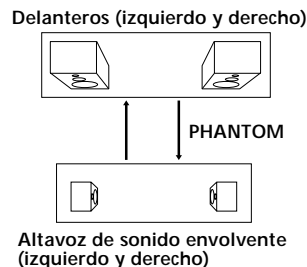 Delanteros (izquierdo y derecho)
PHANTOM
Altavoz de sonido envolvente
(izquierdo y derecho)